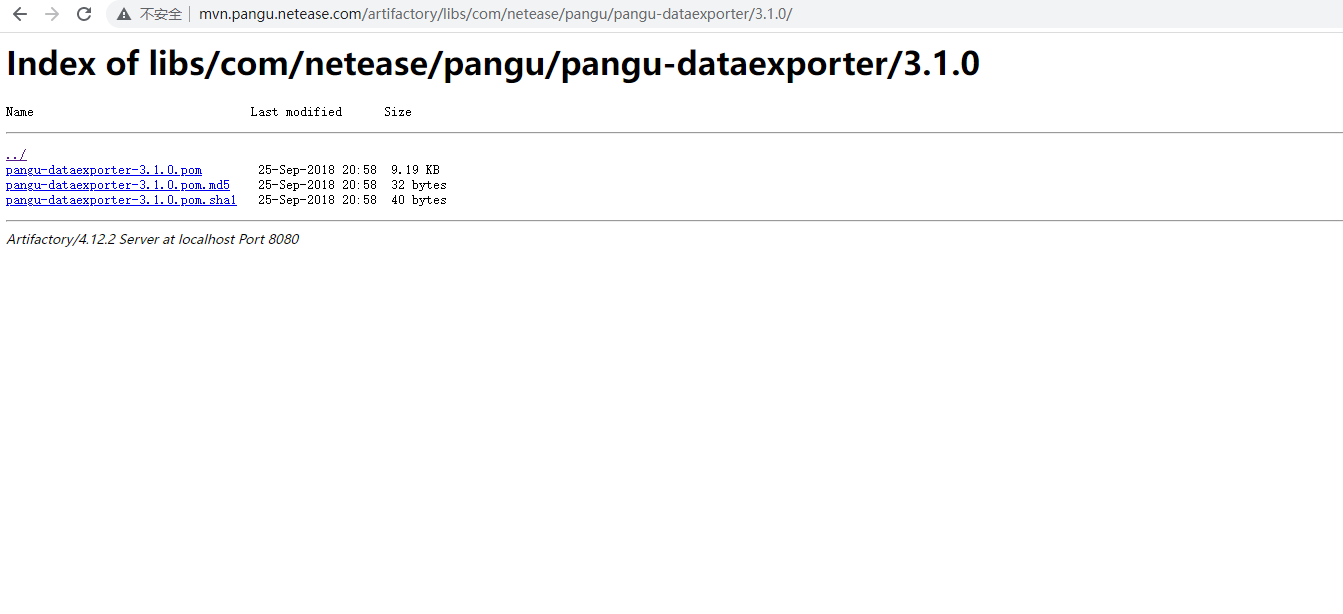 不安全 mvn.pangu.netease.com/artifactory/libs/com/netease/pangu/pangu-dataexporter/3.1.0/
Index of libs/com/netease/pangu/pangu-dataexporter/3.1.0
Name Last modified Size
../
pangu-dataexporter-3.1.0.pom 25-Sep-2018 20:58 9.19 KB
pangu-dataexporter-3.1.0.pom.md5 25-Sep-2018 20:58 32 bytes
pangu-dataexporter-3.1.0.pom.sha1 25-Sep-2018 20:58 40 bytes
Artifactory/4.12.2 Server at localhost Port 8080